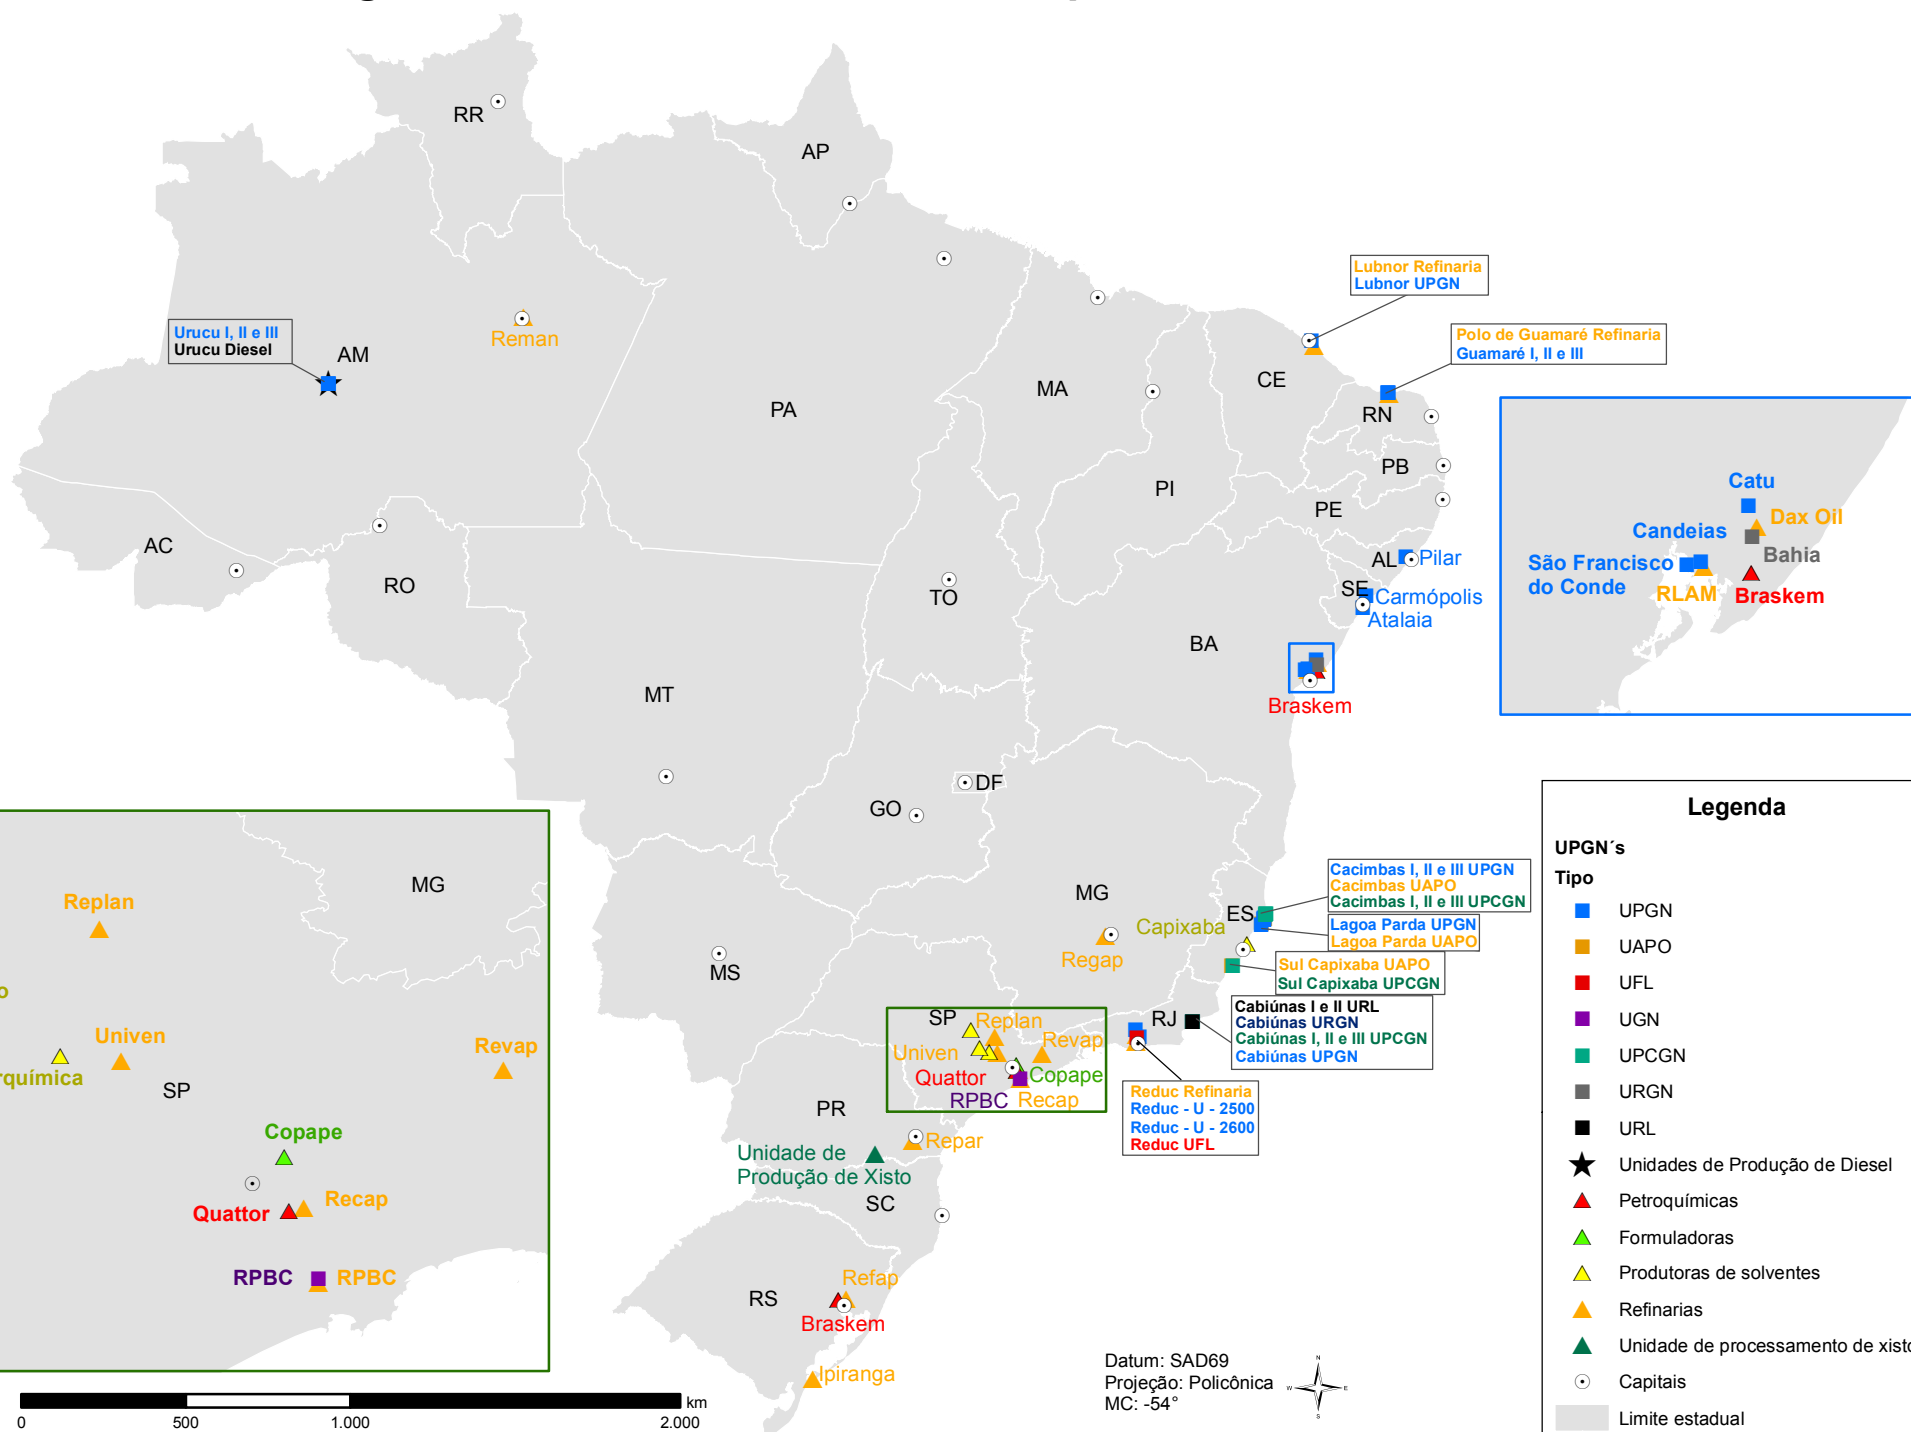 RR
AP
Lubnor Refinaria
Lubnor UPGN
Urucu I, II e III
Urucu Diesel
AM
Reman
Polo de Guamaré Refinaria
Guamaré I, II e III
CE
MA
PA
RN
PB
PI
PE
AC
RO
TO
AL
Pilar
SE
Carmópolis
Atalaia
BA
MT
Braskem
Catu
Dax Oil
Candeias
Bahia
São Francisco
do Conde
RLAM
Braskem
DF
GO
MG
ES
Capixaba
Regap
MS
Cacimbas I, II e III UPGN
Cacimbas UAPO
Cacimbas I, II e III UPCGN
Lagoa Parda UPGN
Lagoa Parda UAPO
Sul Capixaba UAPO
Sul Capixaba UPCGN
Cabiúnas I e II URL
Cabiúnas URGN
Cabiúnas I, II e III UPCGN
Cabiúnas UPGN
RJ
SP
Replan
Revap
Univen
Quattor
Copape
RPBC
Recap
Reduc Refinaria
Reduc - U - 2500
Reduc - U - 2600
Reduc UFL
PR
Repar
Unidade de
Produção de Xisto
SC
RS
Refap
Braskem
Ipiranga
MG
Replan
o
Univen
Revap
rquímica
SP
Copape
Recap
Quattor
RPBC
RPBC
km
0
500
1.000
2.000
Datum: SAD69
Projeção: Policônica
MC: -54°
N
W
E
S
Legenda
UPGN´s
Tipo
UPGN
UAPO
UFL
UGN
UPCGN
URGN
URL
Unidades de Produção de Diesel
Petroquímicas
Formuladoras
Produtoras de solventes
Refinarias
Unidade de processamento de xisto
Capitais
Limite estadual